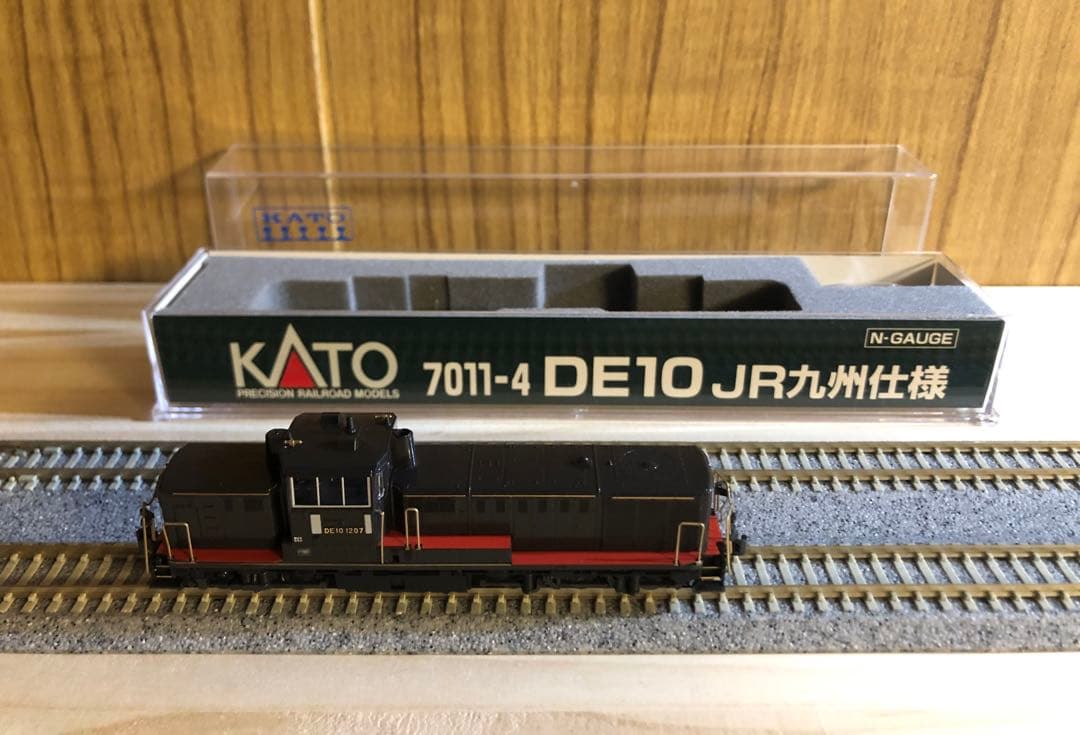 KATO
N-GAUGE
KATO 7011-4 DE10 JR九州仕様
PRECISION RAILROAD MODELS
DE10 1207